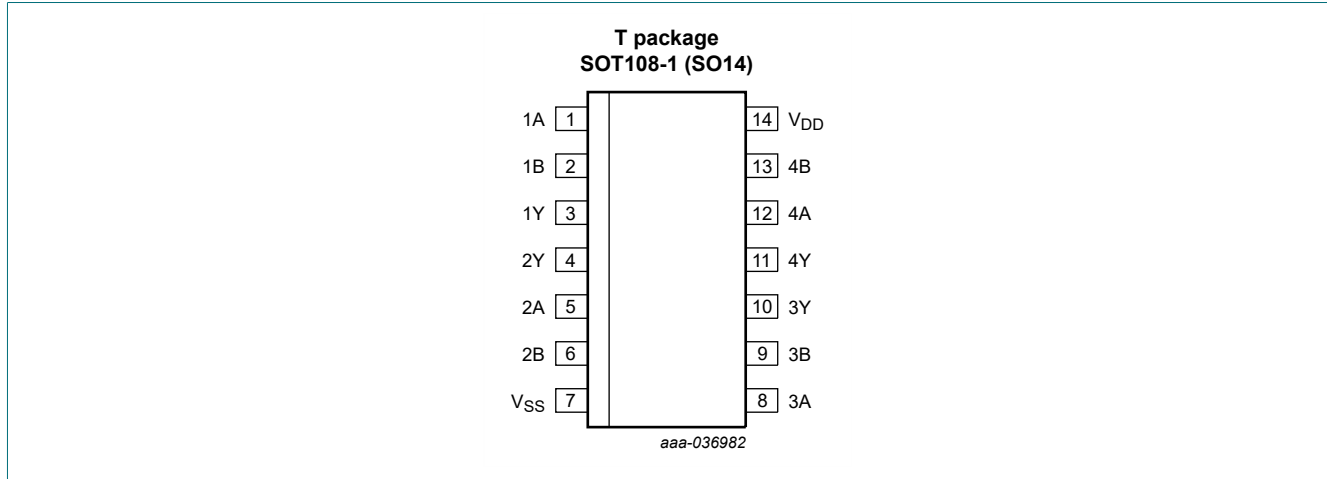 T package
SOT108-1 (SO14)
1A 1 14 VDD
1B 2 13 4B
1Y 3 12 4A
2Y 4 11 4Y
2A 5 10 3Y
2B 6 9 3B
VSS 7 8 3A
aaa-036982